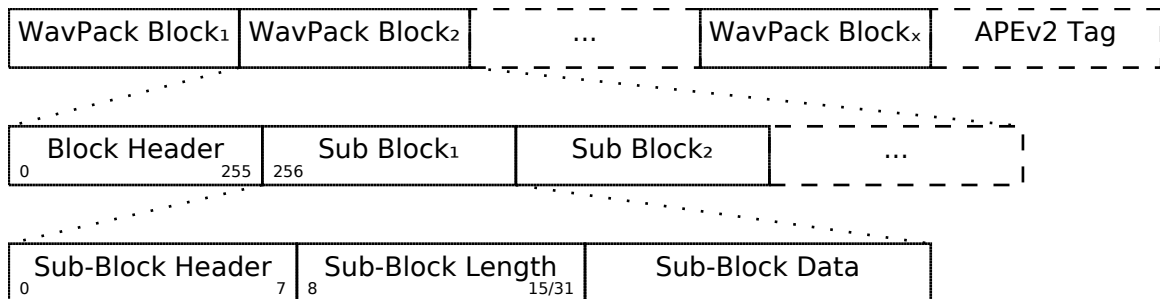 WavPack Block₁ WavPack Block₂ ... WavPack Blockₓ APEv2 Tag
Block Header Sub Block₁ Sub Block₂ ...
0 255 256
Sub-Block Header Sub-Block Length Sub-Block Data
0 7 8 15/31